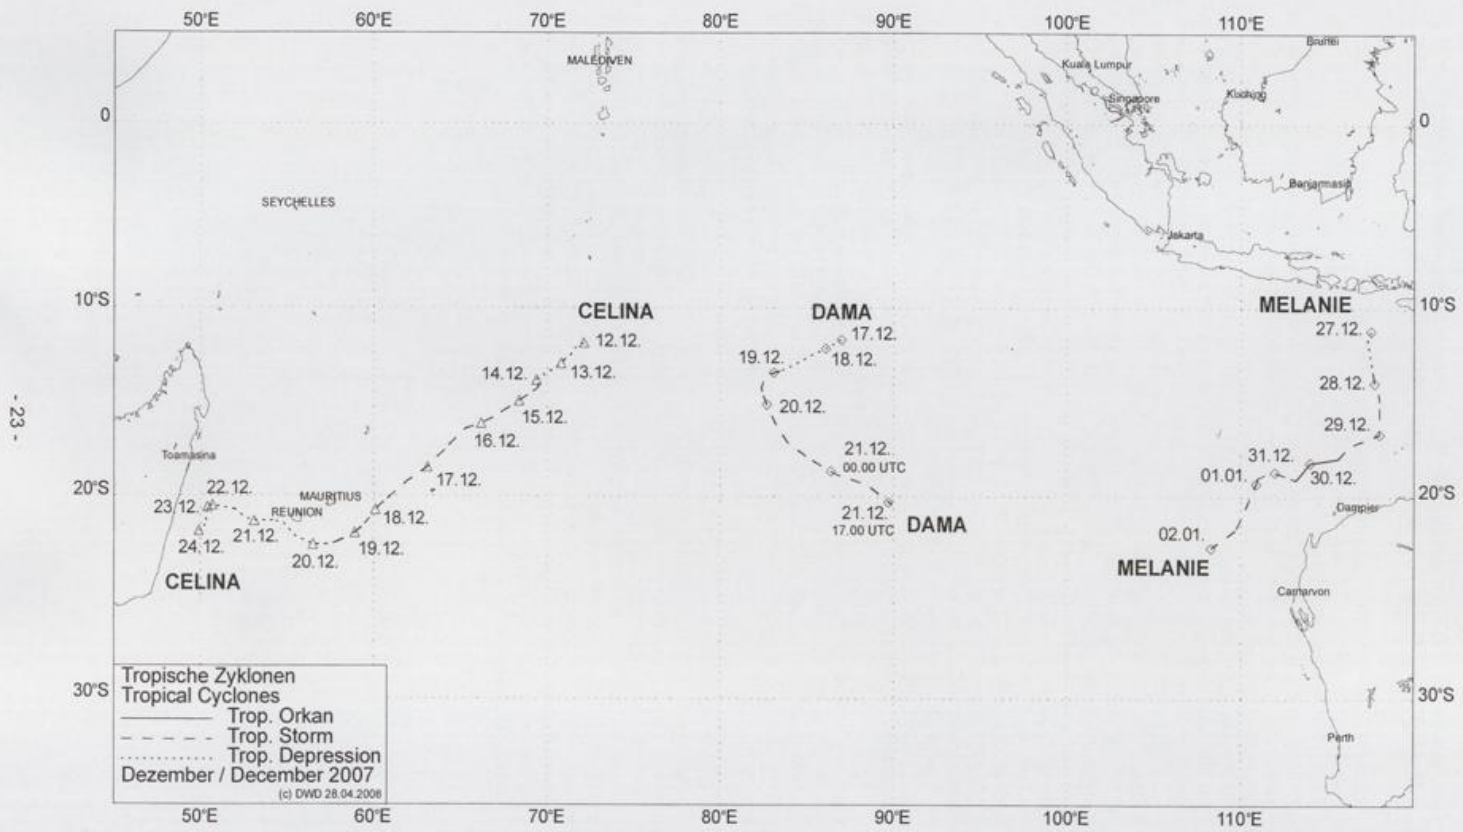 50°E 60°E 70°E 80°E 90°E 100°E 110°E
MALEDIVEN
Brunei
Kuala Lumpur
Kuching
Singapore
0 0
Banjarmasin
SEYCHELLES
Jakarta
10°S 10°S
CELINA DAMA MELANIE
12.12.
13.12.
14.12.
15.12.
16.12.
17.12.
18.12.
19.12.
20.12.
21.12.
22.12.
23.12.
24.12.
CELINA
17.12.
18.12.
19.12.
20.12.
21.12.
00.00 UTC
21.12.
17.00 UTC
DAMA
27.12.
28.12.
29.12.
30.12.
31.12.
01.01.
02.01.
MELANIE
Toamasina
MAURITIUS
REUNION
20°S 20°S
Dampier
Carnarvon
- 23 -
30°S 30°S
Perth
Tropische Zyklonen
Tropical Cyclones
Trop. Orkan
Trop. Storm
Trop. Depression
Dezember / December 2007
(c) DWD 28.04.2008
50°E 60°E 70°E 80°E 90°E 100°E 110°E